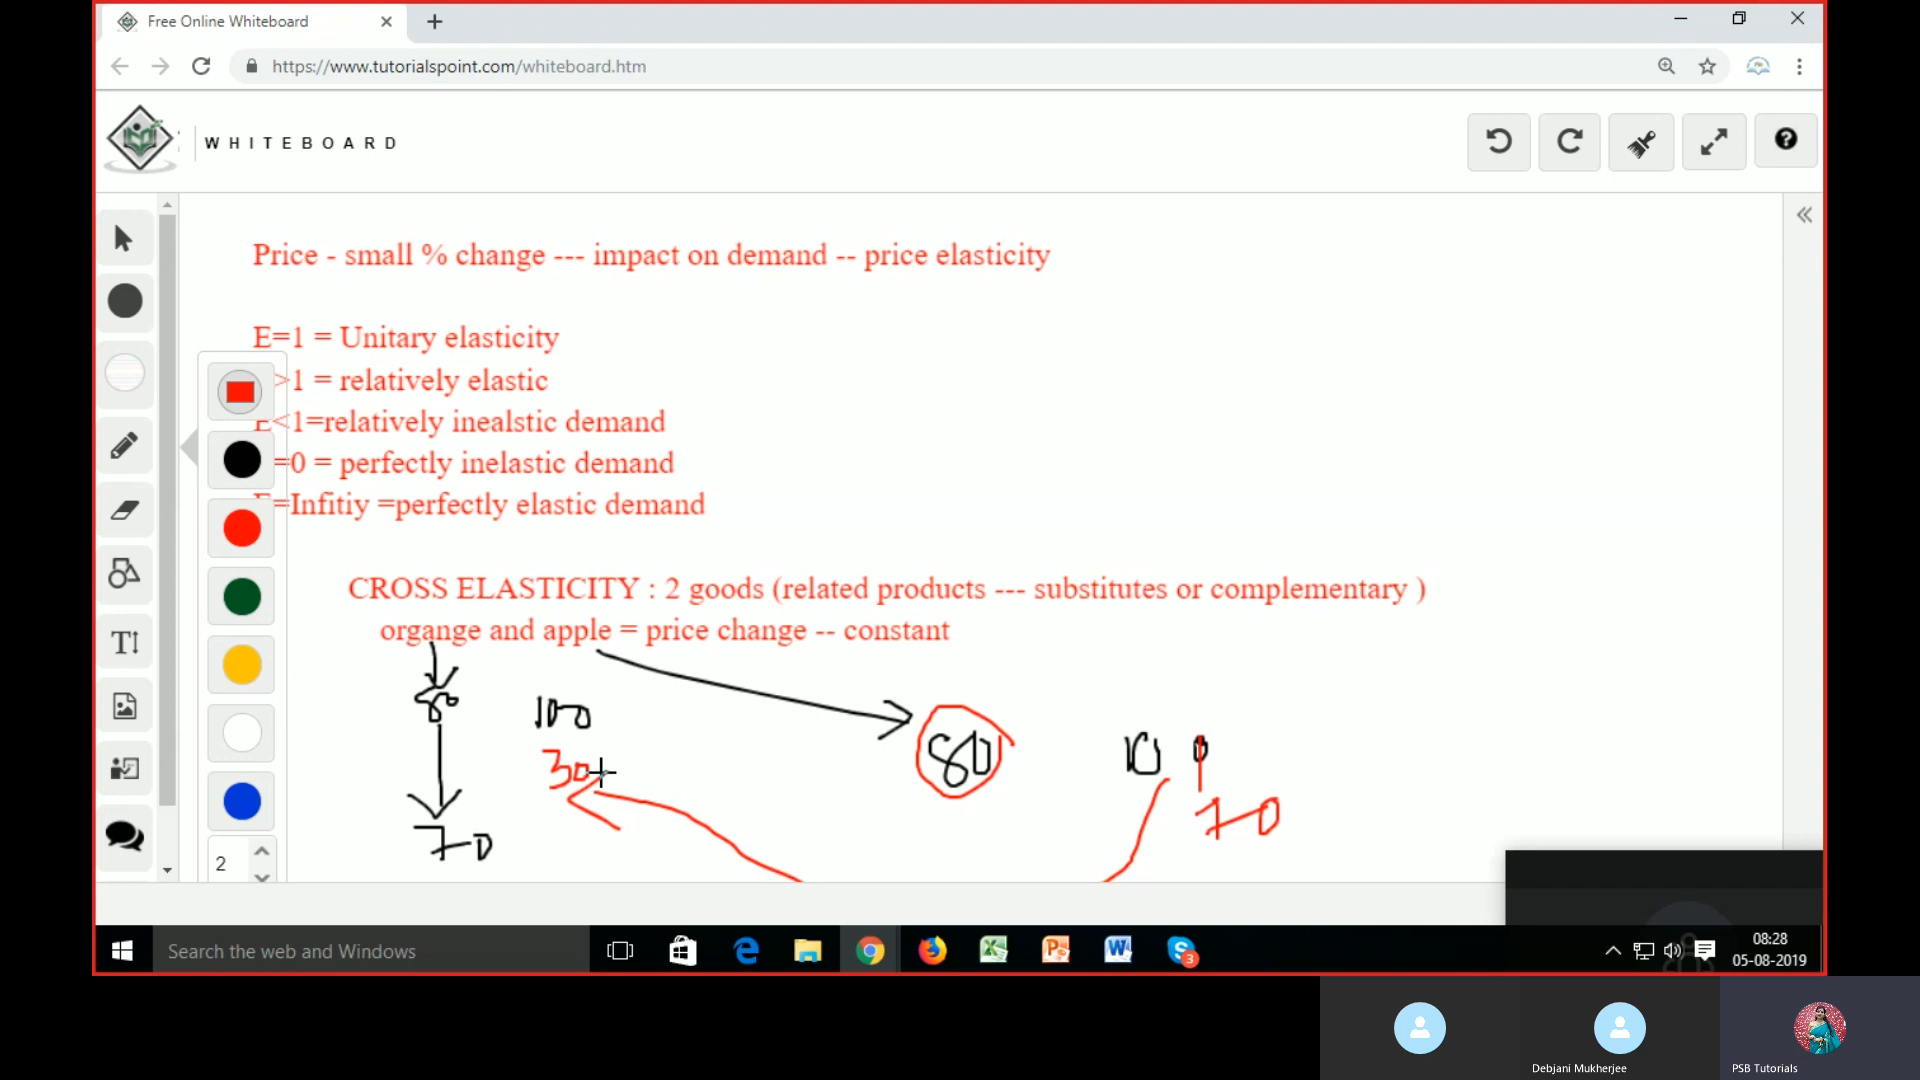 Free Online Whiteboard
https://www.tutorialspoint.com/whiteboard.htm
WHITEBOARD
Price - small % change --- impact on demand -- price elasticity
E=1 = Unitary elasticity
>1 = relatively elastic
E<1=relatively inealstic demand
=0 = perfectly inelastic demand
E=Infitiy =perfectly elastic demand
CROSS ELASTICITY : 2 goods (related products --- substitutes or complementary )
organge and apple = price change -- constant
80
100
80
30
70
70
2
Search the web and Windows
3
08:28
05-08-2019
Debjani Mukherjee
PSB Tutorials